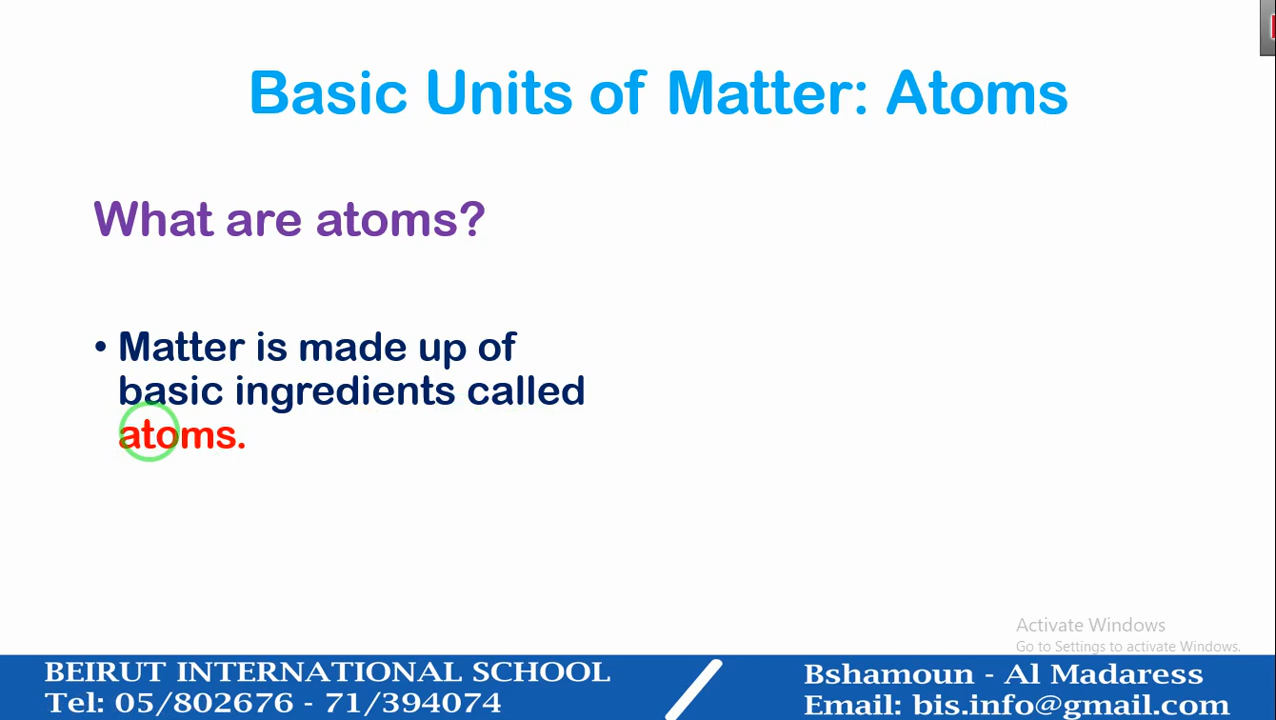 Basic Units of Matter: Atoms
What are atoms?
• Matter is made up of
basic ingredients called
atoms.
Activate Windows
Go to Settings to activate Windows.
BEIRUT INTERNATIONAL SCHOOL
Tel: 05/802676 - 71/394074
Bshamoun - Al Madaress
Email: bis.info@gmail.com